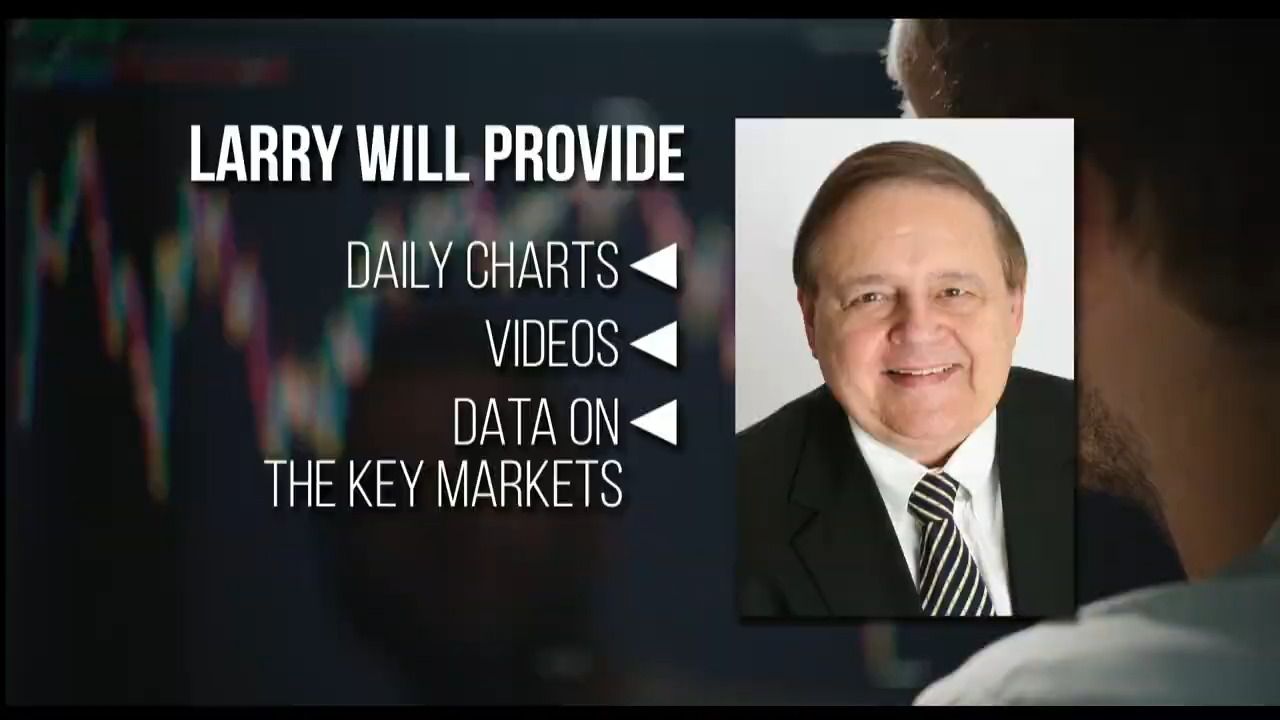 LARRY WILL PROVIDE
DAILY CHARTS
VIDEOS
DATA ON
THE KEY MARKETS